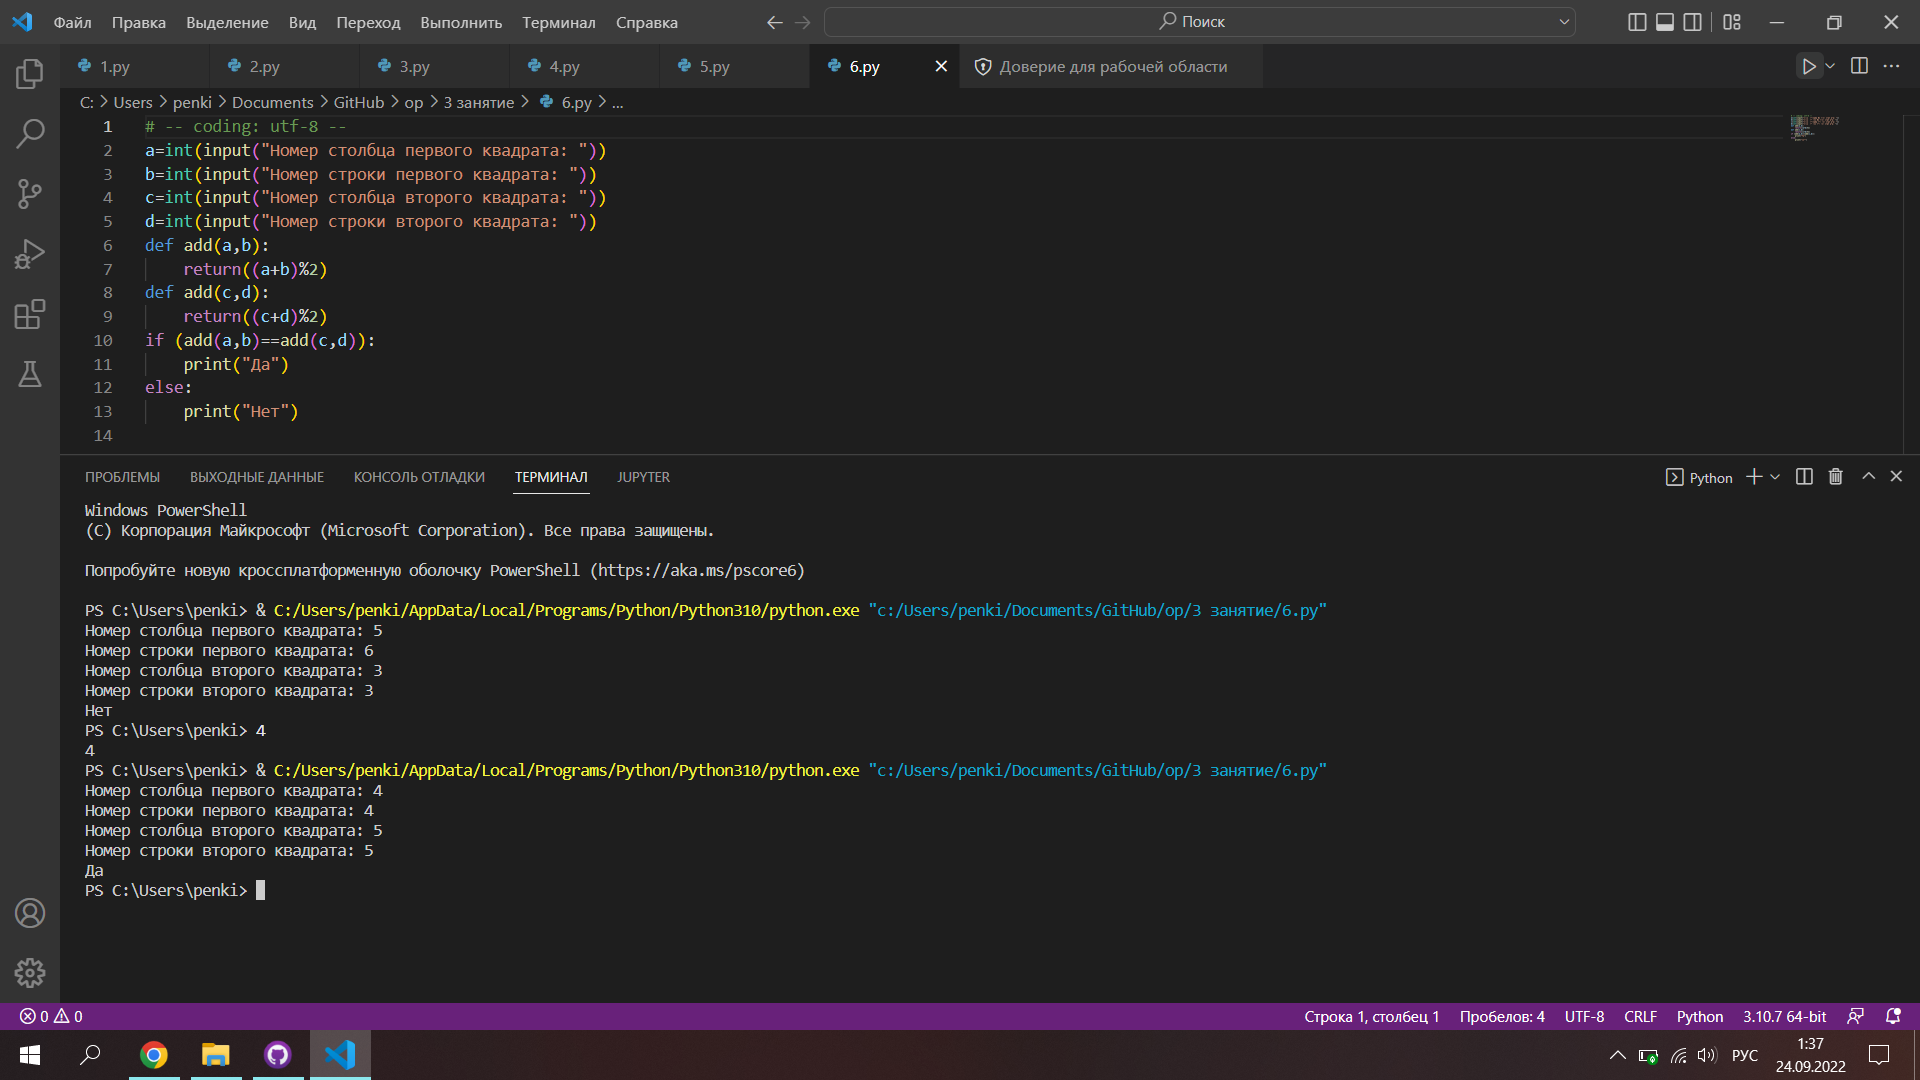 Файл Правка Выделение Вид Переход Выполнить Терминал Справка Поиск
1.py 2.py 3.py 4.py 5.py 6.py Доверие для рабочей области
C: > Users > penki > Documents > GitHub > op > 3 занятие > 6.py > ...
1 # -- coding: utf-8 --
2 a=int(input("Номер столбца первого квадрата: "))
3 b=int(input("Номер строки первого квадрата: "))
4 c=int(input("Номер столбца второго квадрата: "))
5 d=int(input("Номер строки второго квадрата: "))
6 def add(a,b):
7     return((a+b)%2)
8 def add(c,d):
9     return((c+d)%2)
10 if (add(a,b)==add(c,d)):
11     print("Да")
12 else:
13     print("Нет")
14
ПРОБЛЕМЫ ВЫХОДНЫЕ ДАННЫЕ КОНСОЛЬ ОТЛАДКИ ТЕРМИНАЛ JUPYTER Python
Windows PowerShell
(C) Корпорация Майкрософт (Microsoft Corporation). Все права защищены.
Попробуйте новую кроссплатформенную оболочку PowerShell (https://aka.ms/pscore6)
PS C:\Users\penki> & C:/Users/penki/AppData/Local/Programs/Python/Python310/python.exe "c:/Users/penki/Documents/GitHub/op/3 занятие/6.py"
Номер столбца первого квадрата: 5
Номер строки первого квадрата: 6
Номер столбца второго квадрата: 3
Номер строки второго квадрата: 3
Нет
PS C:\Users\penki> 4
4
PS C:\Users\penki> & C:/Users/penki/AppData/Local/Programs/Python/Python310/python.exe "c:/Users/penki/Documents/GitHub/op/3 занятие/6.py"
Номер столбца первого квадрата: 4
Номер строки первого квадрата: 4
Номер столбца второго квадрата: 5
Номер строки второго квадрата: 5
Да
PS C:\Users\penki>
0 0 Строка 1, столбец 1 Пробелов: 4 UTF-8 CRLF Python 3.10.7 64-bit
РУС 1:37
24.09.2022